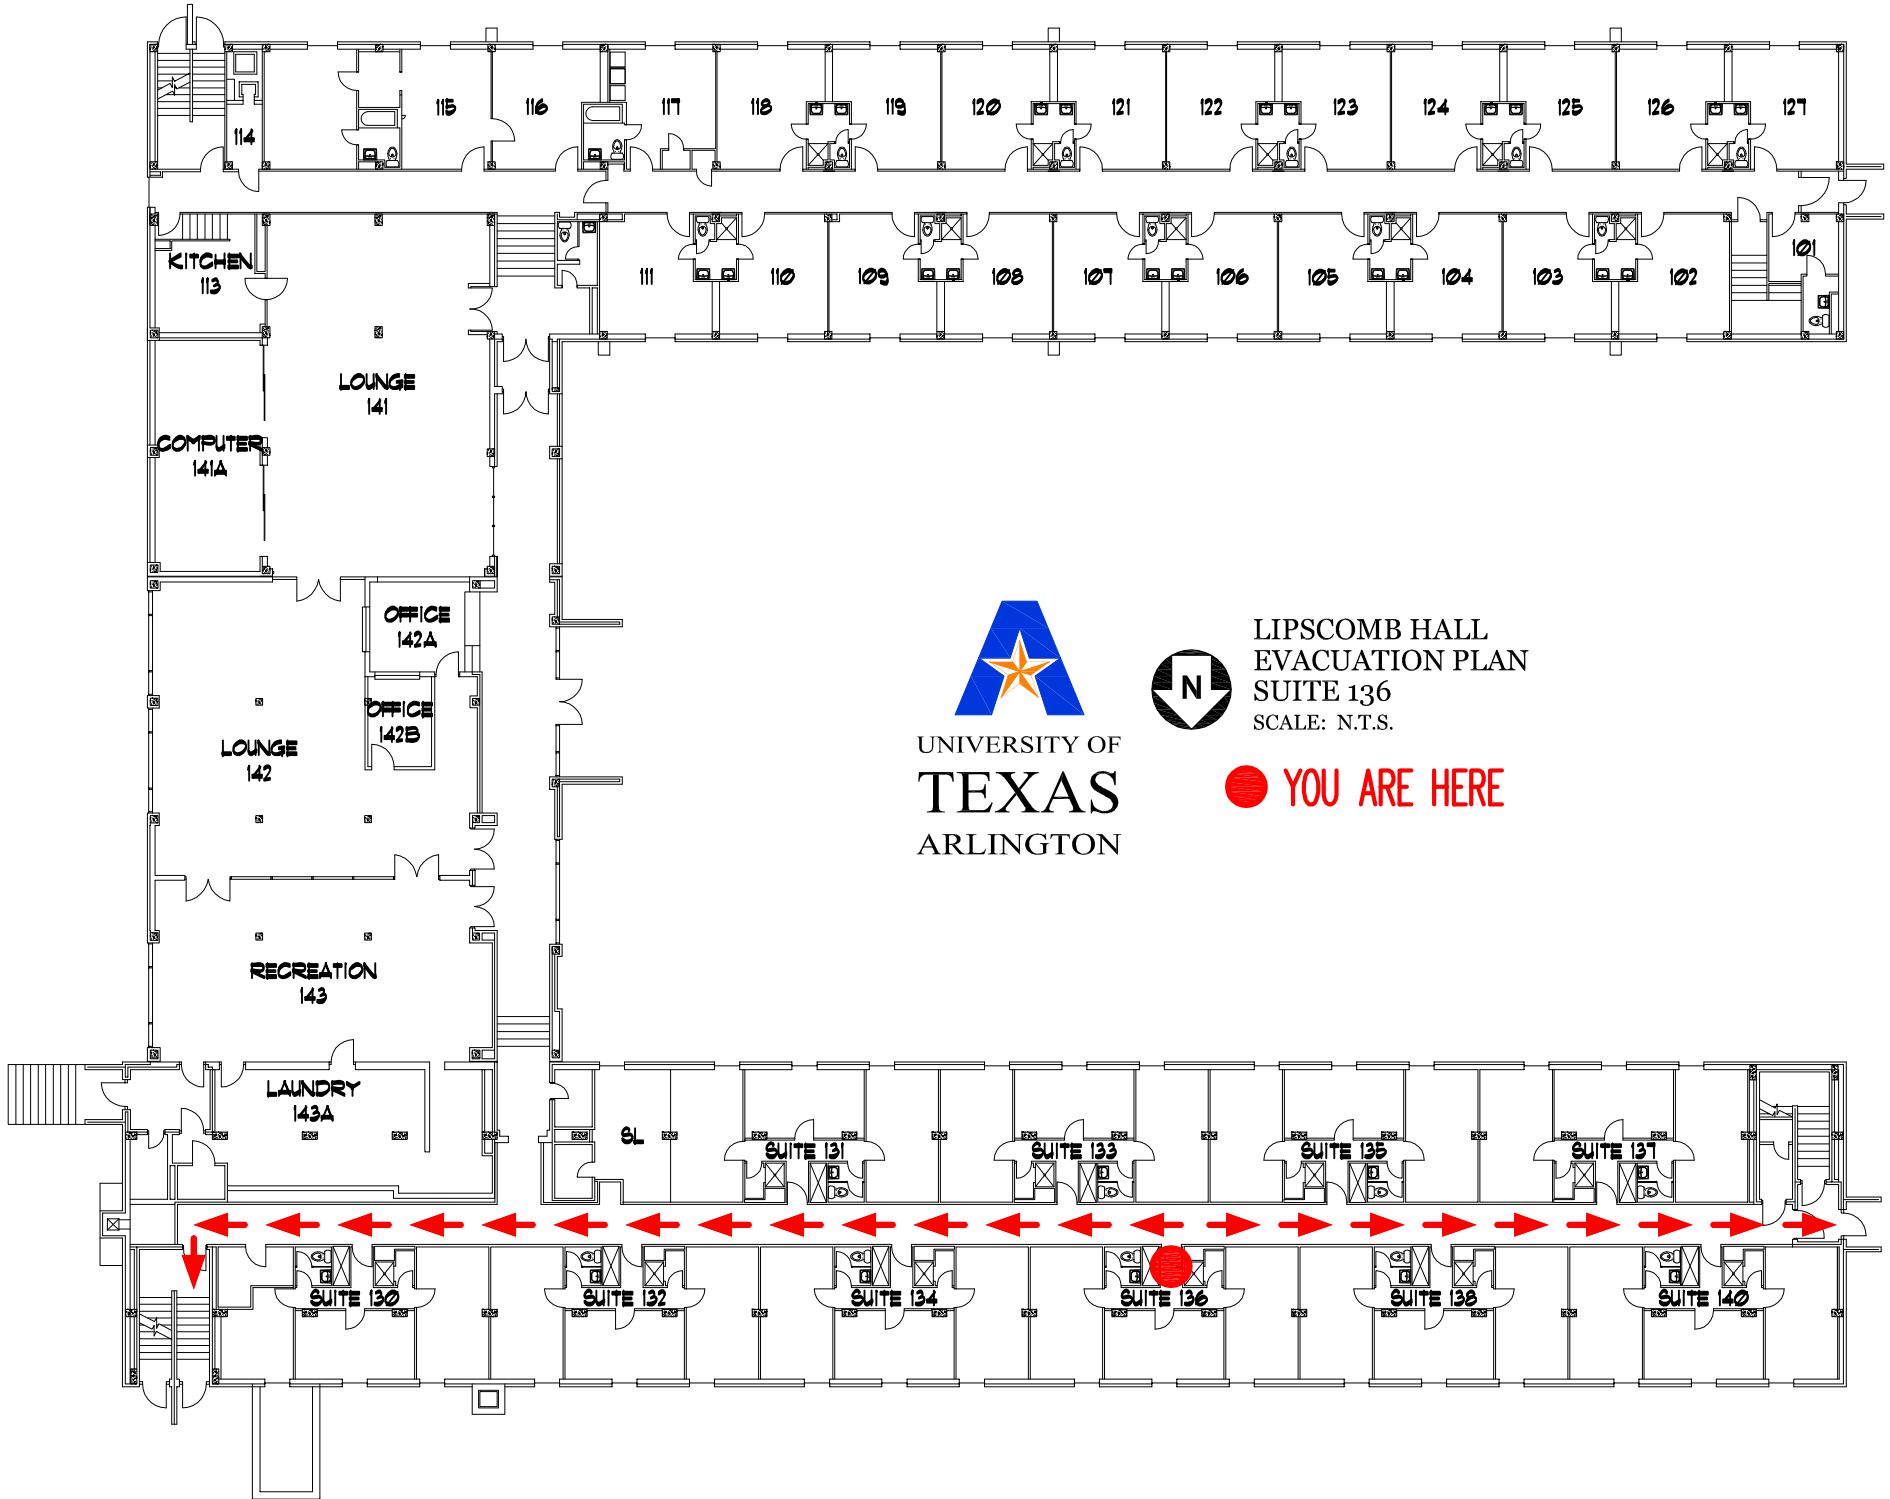 114
115
116
117
118
119
120
121
122
123
124
125
126
127
KITCHEN
113
111
110
109
108
107
106
105
104
103
102
101
LOUNGE
141
COMPUTER
141A
OFFICE
142A
OFFICE
142B
LOUNGE
142
UNIVERSITY OF
TEXAS
ARLINGTON
N
LIPSCOMB HALL
EVACUATION PLAN
SUITE 136
SCALE: N.T.S.
YOU ARE HERE
RECREATION
143
LAUNDRY
143A
SL
SUITE 131
SUITE 133
SUITE 135
SUITE 137
SUITE 130
SUITE 132
SUITE 134
SUITE 136
SUITE 138
SUITE 140